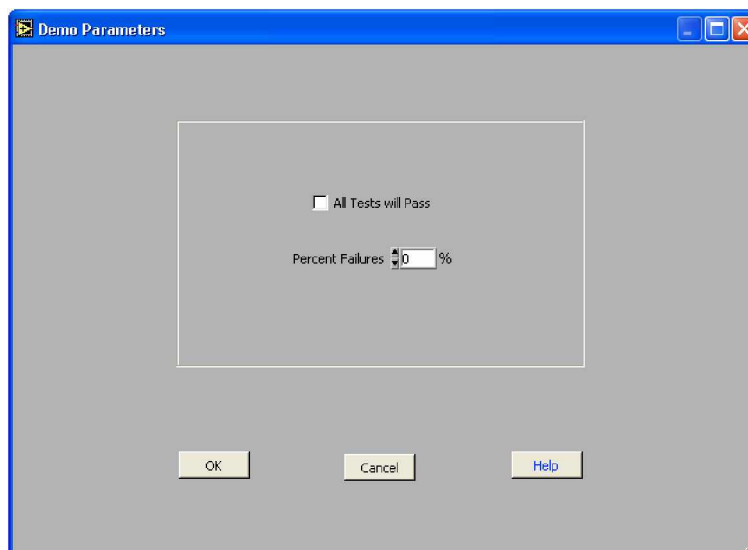 Demo Parameters
All Tests will Pass
Percent Failures 0 %
OK
Cancel
Help